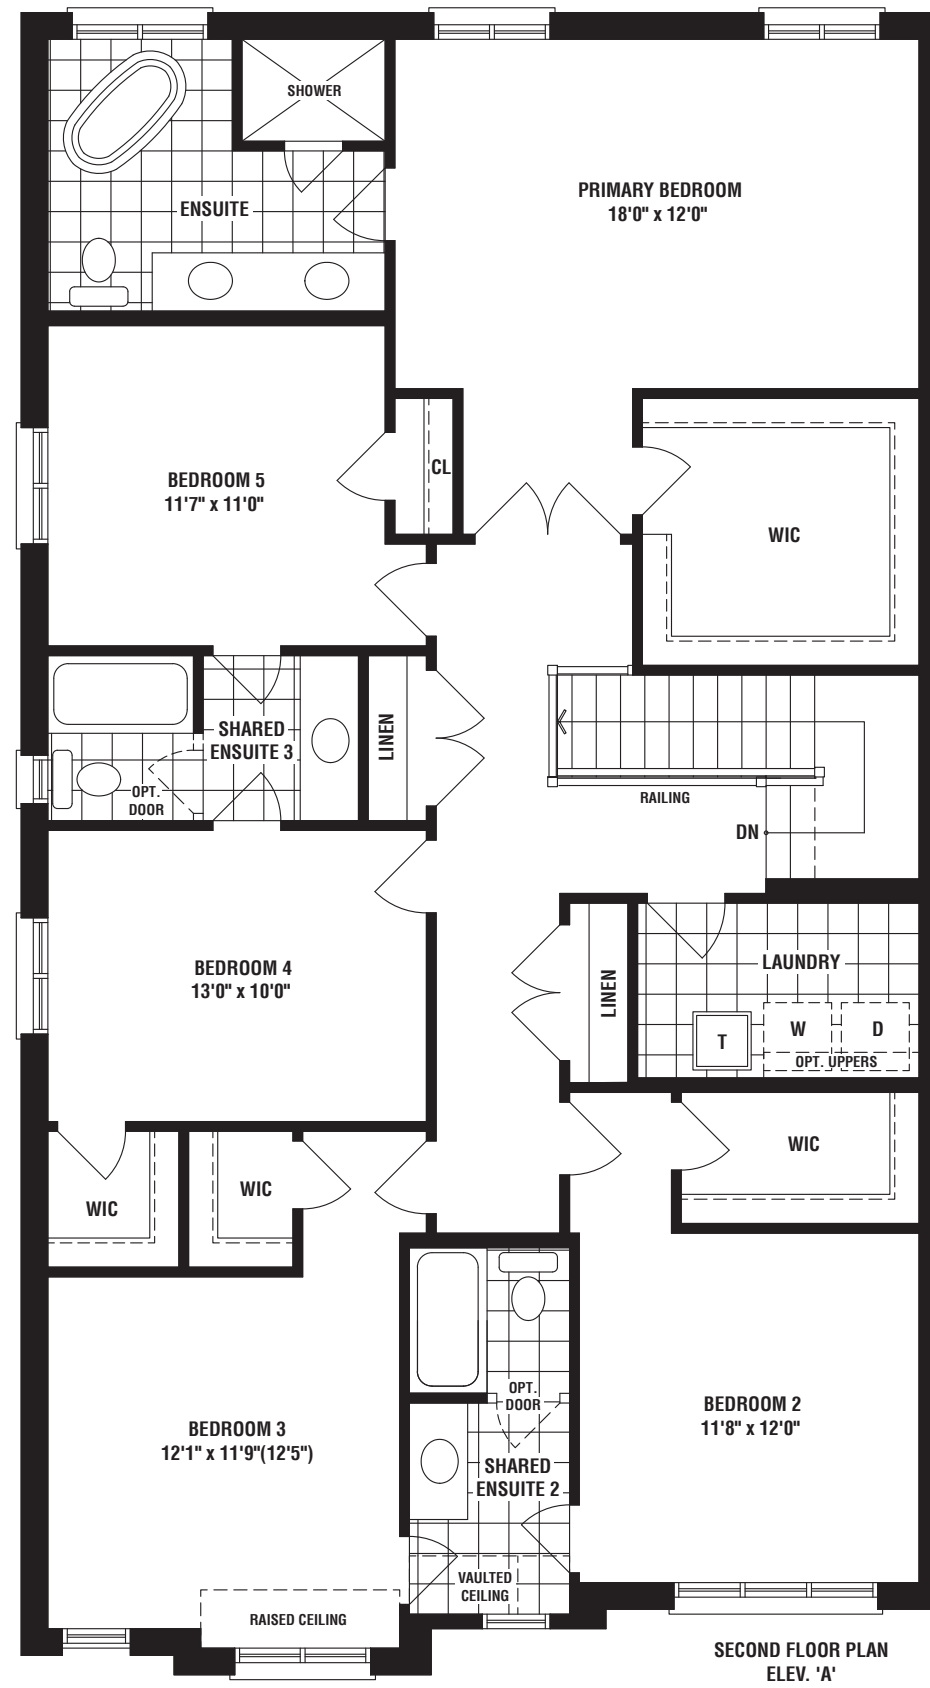 SHOWER
ENSUITE
PRIMARY BEDROOM
18'0" x 12'0"
CL
BEDROOM 5
11'7" x 11'0"
WIC
SHARED
ENSUITE 3
LINEN
OPT.
DOOR
RAILING
DN
BEDROOM 4
13'0" x 10'0"
LINEN
LAUNDRY
T
W
D
OPT. UPPERS
WIC
WIC
WIC
BEDROOM 3
12'1" x 11'9"(12'5")
OPT.
DOOR
SHARED
ENSUITE 2
BEDROOM 2
11'8" x 12'0"
VAULTED
CEILING
RAISED CEILING
SECOND FLOOR PLAN
ELEV. 'A'